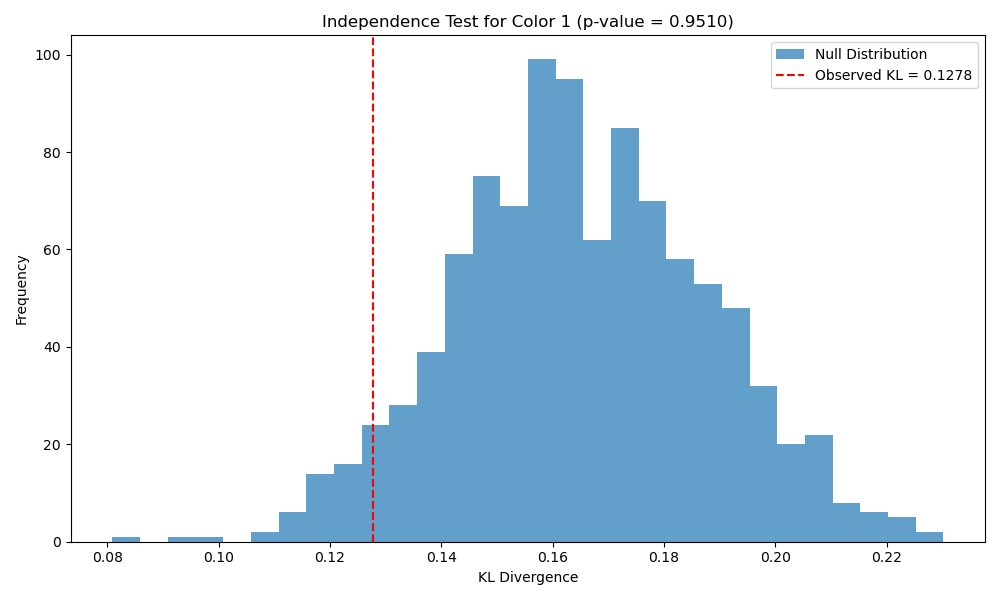 Independence Test for Color 1 (p-value = 0.9510)
Null Distribution
Observed KL = 0.1278
100
80
60
40
20
0
Frequency
0.08 0.10 0.12 0.14 0.16 0.18 0.20 0.22
KL Divergence